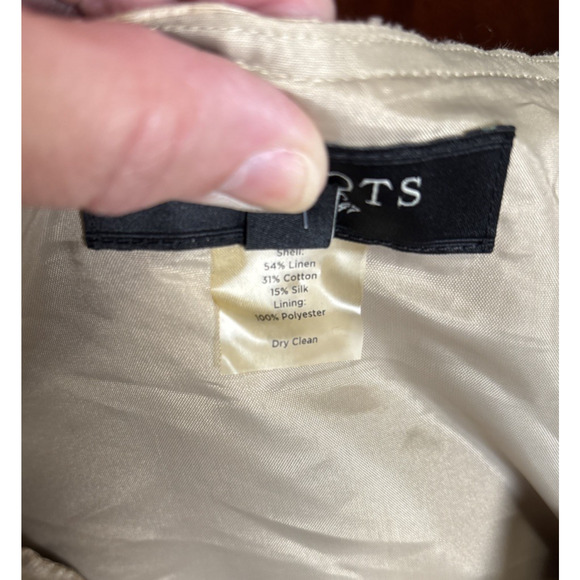 TS
Shell:
54% Linen
31% Cotton
15% Silk
Lining:
100% Polyester
Dry Clean